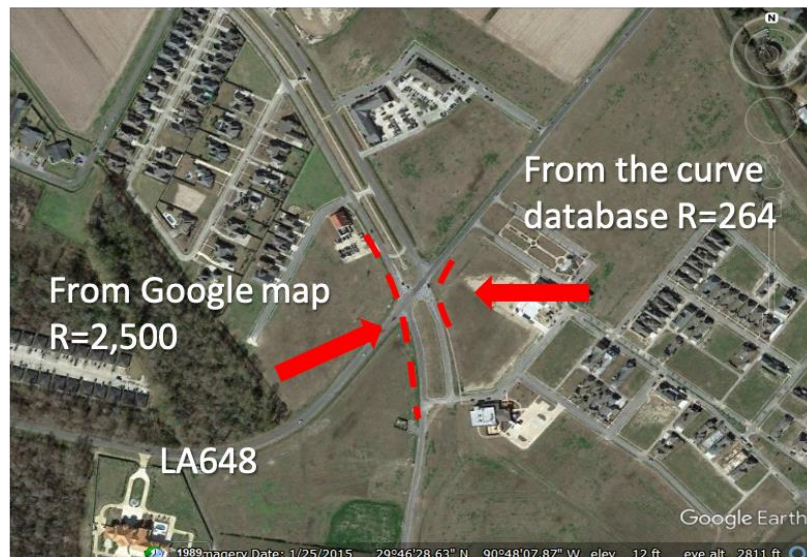 N
From the curve
database R=264
From Google map
R=2,500
LA648
Google Earth
1989 Imagery Date: 1/25/2015 29°46'28.63" N 90°48'07.87" W elev 12 ft eye alt 2811 ft